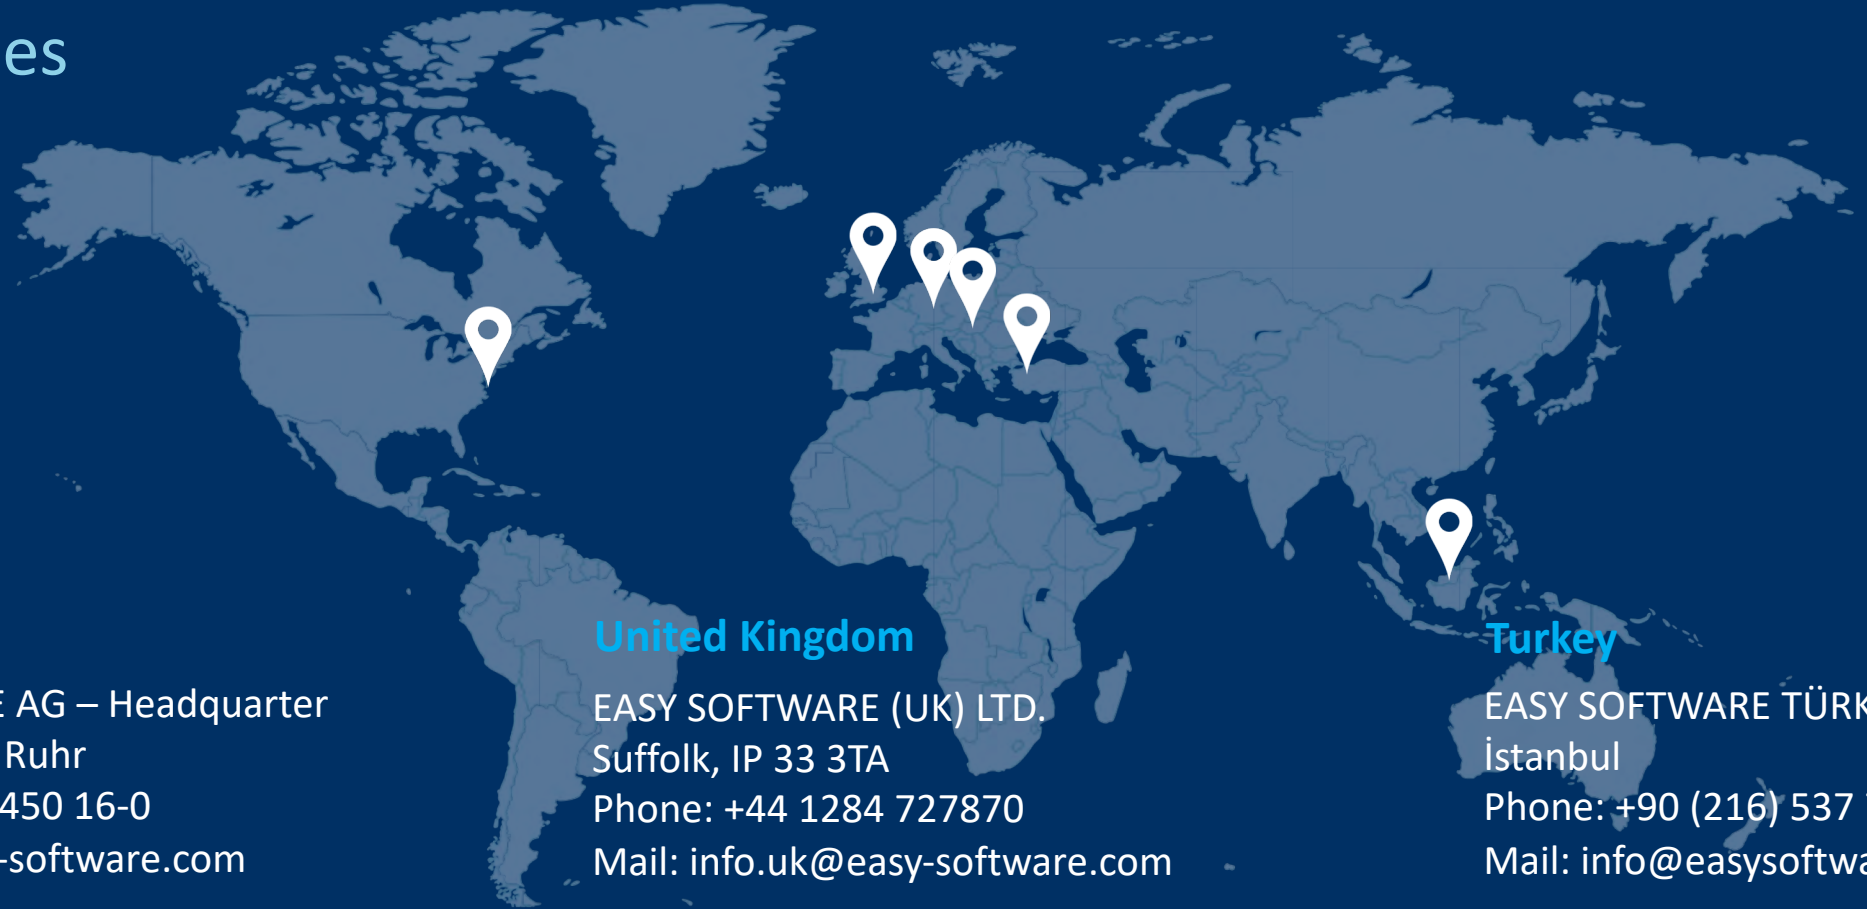 es
E AG – Headquarter
Ruhr
450 16-0
-software.com
United Kingdom
EASY SOFTWARE (UK) LTD.
Suffolk, IP 33 3TA
Phone: +44 1284 727870
Mail: info.uk@easy-software.com
Turkey
EASY SOFTWARE TÜRK
İstanbul
Phone: +90 (216) 537
Mail: info@easysoftwa